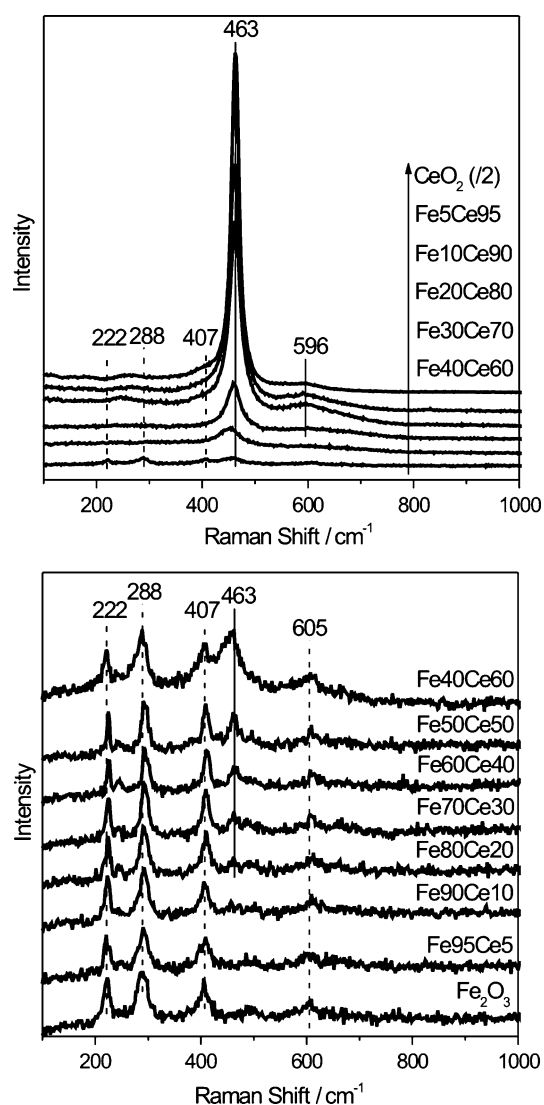 463
CeO2 (/2)
Fe5Ce95
Fe10Ce90
Fe20Ce80
Fe30Ce70
Fe40Ce60
222 288 407 596
Intensity
200 400 600 800 1000
Raman Shift / cm-1
222 288 407 463 605
Fe40Ce60
Fe50Ce50
Fe60Ce40
Fe70Ce30
Fe80Ce20
Fe90Ce10
Fe95Ce5
Fe2O3
Intensity
200 400 600 800 1000
Raman Shift / cm-1